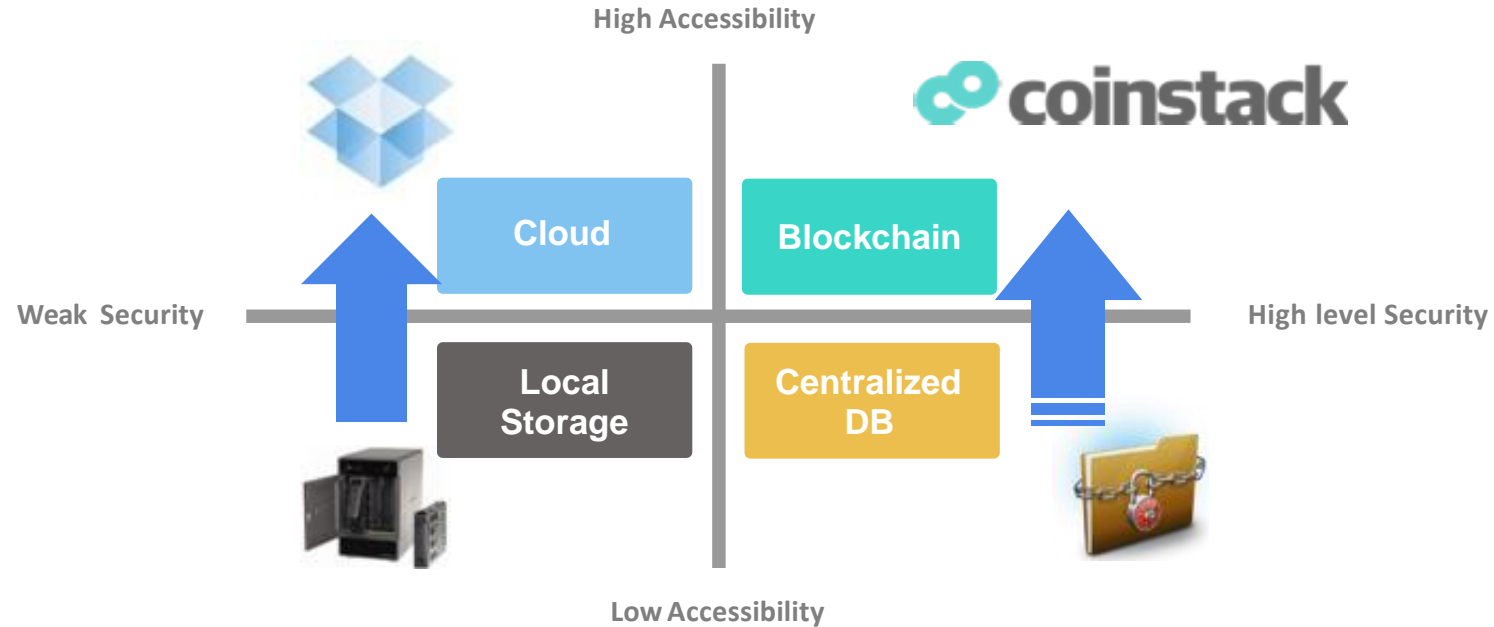 High Accessibility
coinstack
Cloud
Blockchain
Weak Security
High level Security
Local
Storage
Centralized
DB
Low Accessibility